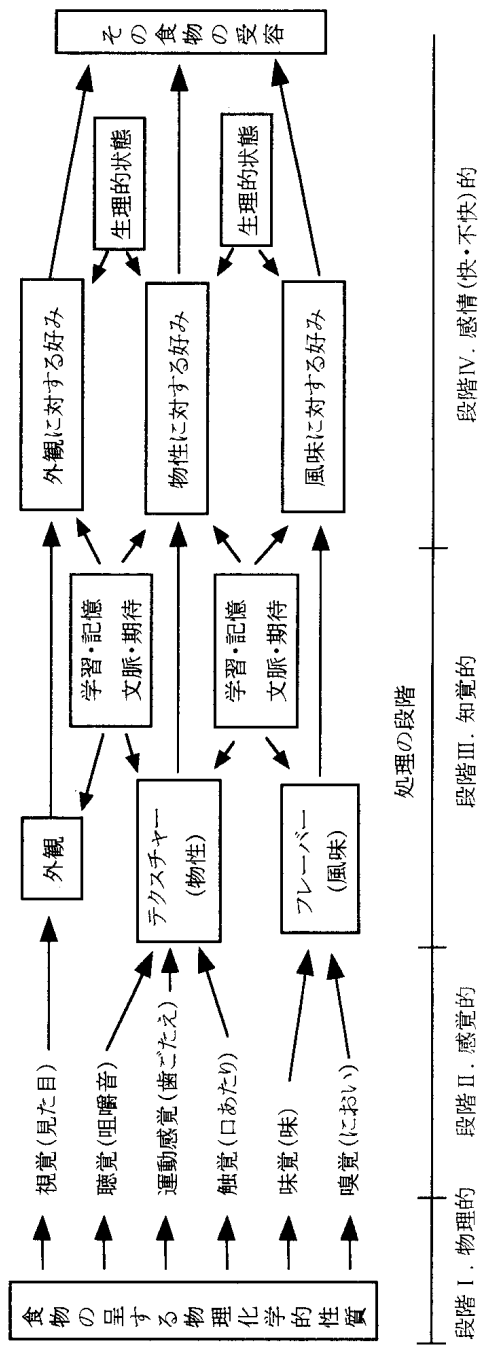 食物の呈する物理化学的性質
視覚(見た目)
聴覚(咀嚼音)
運動感覚(歯ごたえ)
触覚(口あたり)
味覚(味)
嗅覚(におい)
外観
テクスチャー
(物性)
フレーバー
(風味)
学習・記憶
文脈・期待
学習・記憶
文脈・期待
外観に対する好み
物性に対する好み
風味に対する好み
生理的状態
生理的状態
その食物の受容
処理の段階
段階Ⅰ. 物理的
段階Ⅱ. 感覚的
段階Ⅲ. 知覚的
段階Ⅳ. 感情(快・不快)的